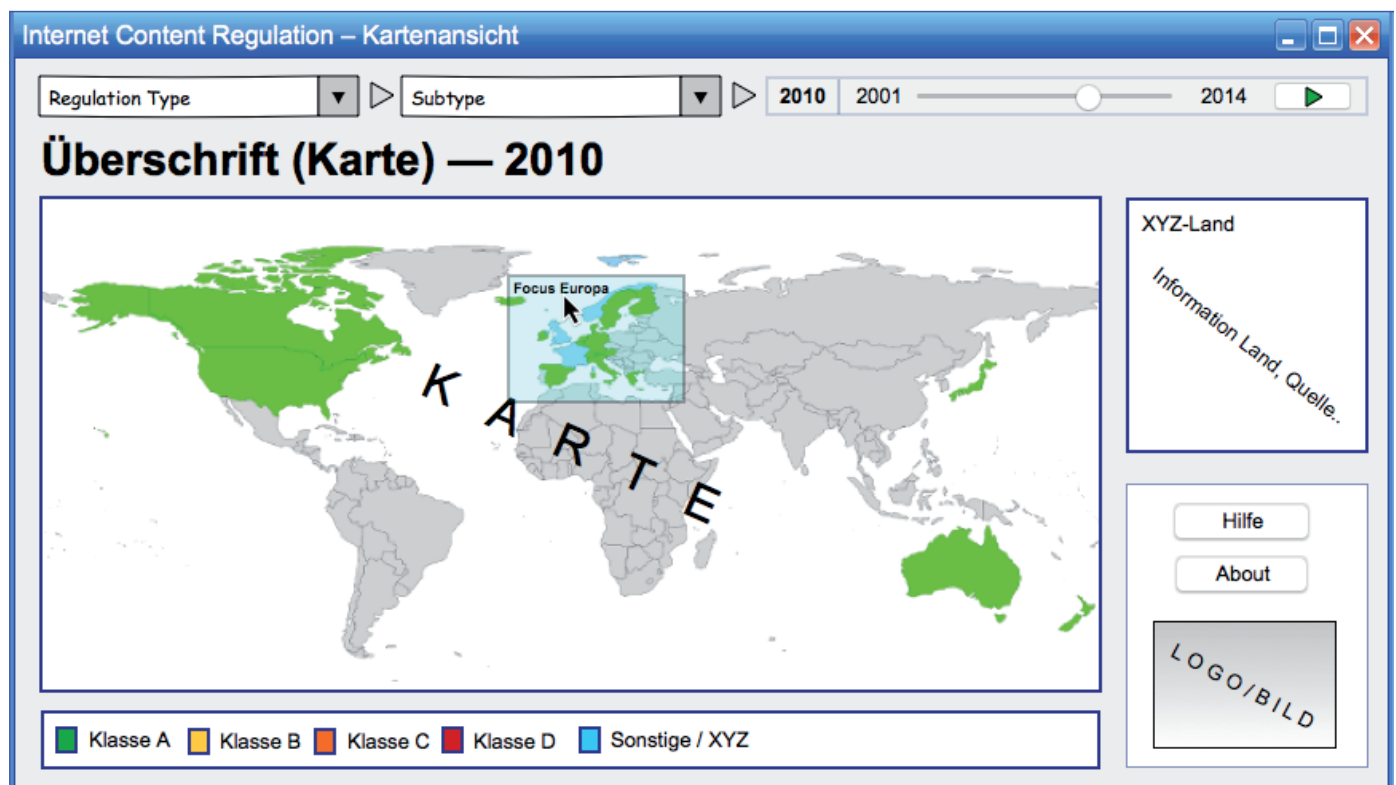 Internet Content Regulation – Kartenansicht
Regulation Type
Subtype
2010
2001
2014
Überschrift (Karte) — 2010
Focus Europa
KARTE
XYZ-Land
Information Land, Quelle..
Hilfe
About
LOGO/BILD
Klasse A
Klasse B
Klasse C
Klasse D
Sonstige / XYZ